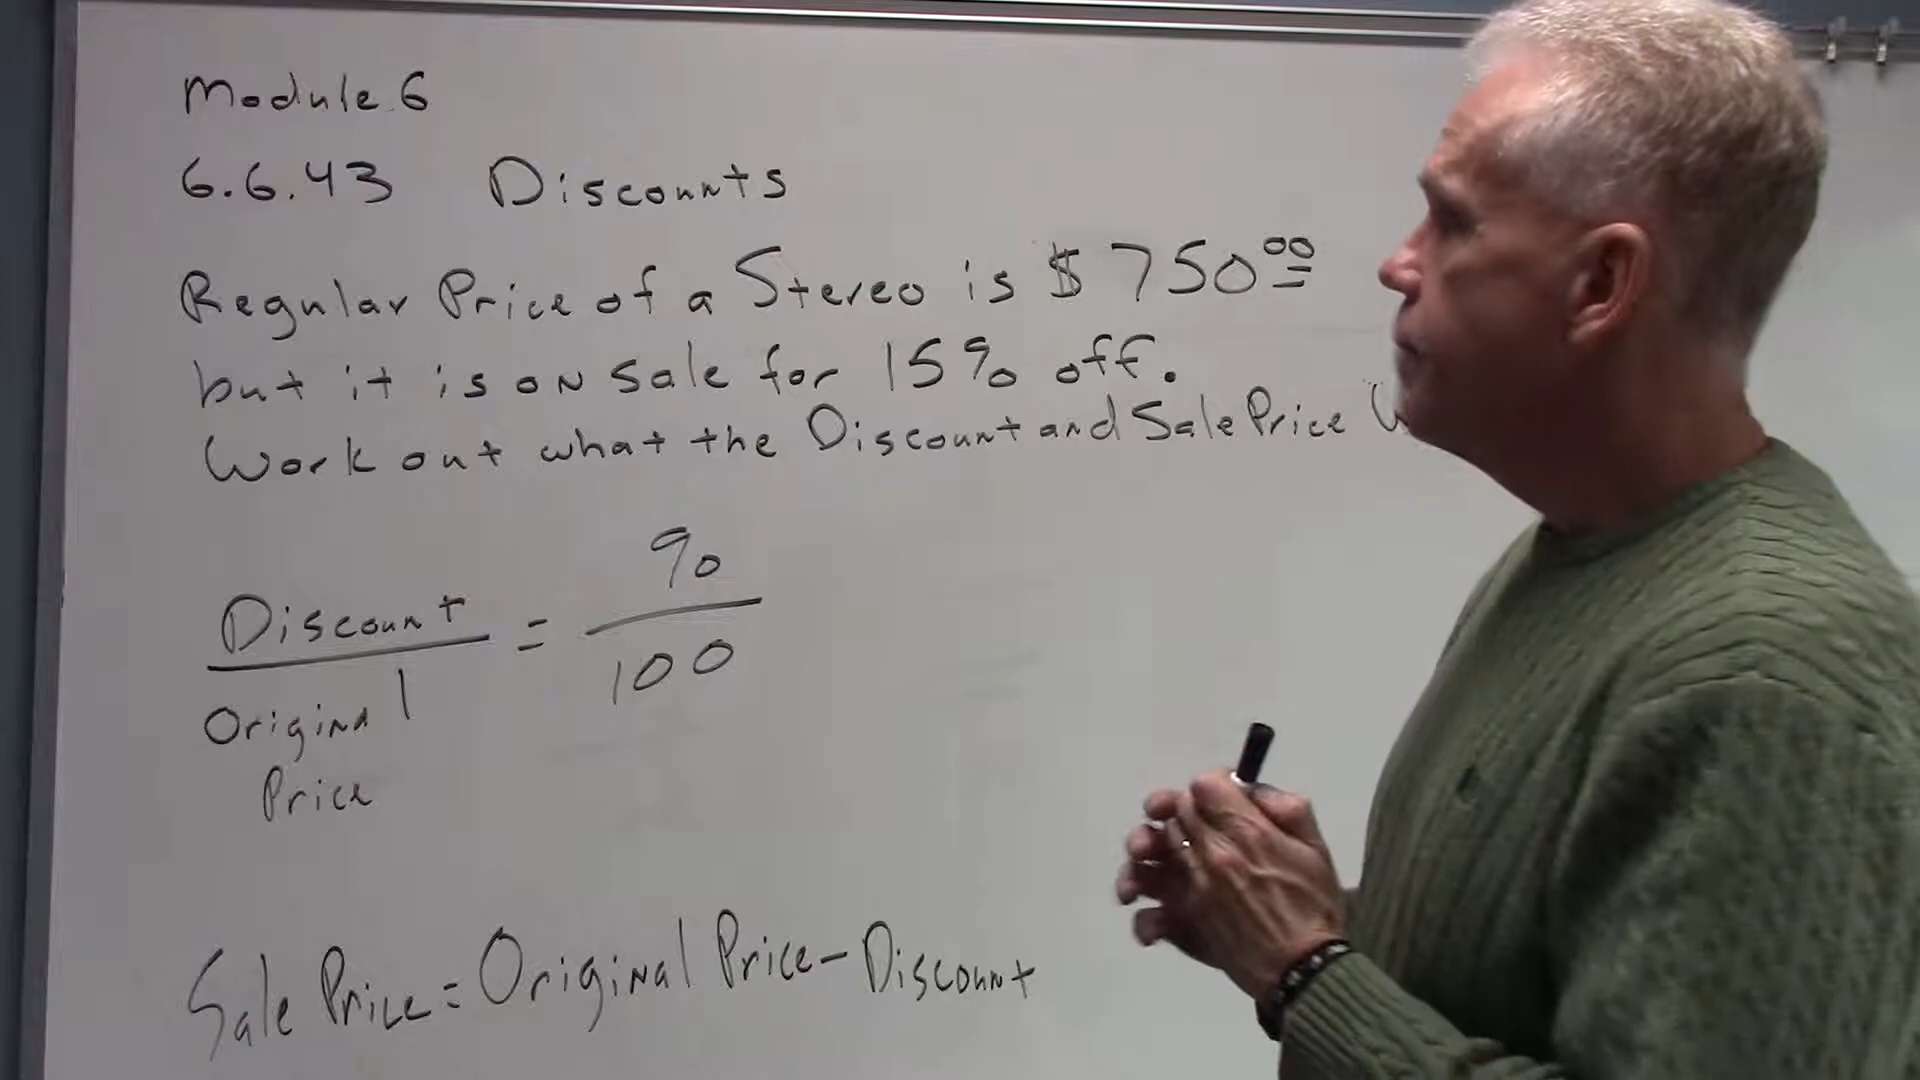 Module 6
6.6.43 Discounts
Regular Price of a Stereo is $750.00
but it is on sale for 15% off.
Work out what the Discount and Sale Price
Discount = %
Original Price 100
Sale Price = Original Price - Discount